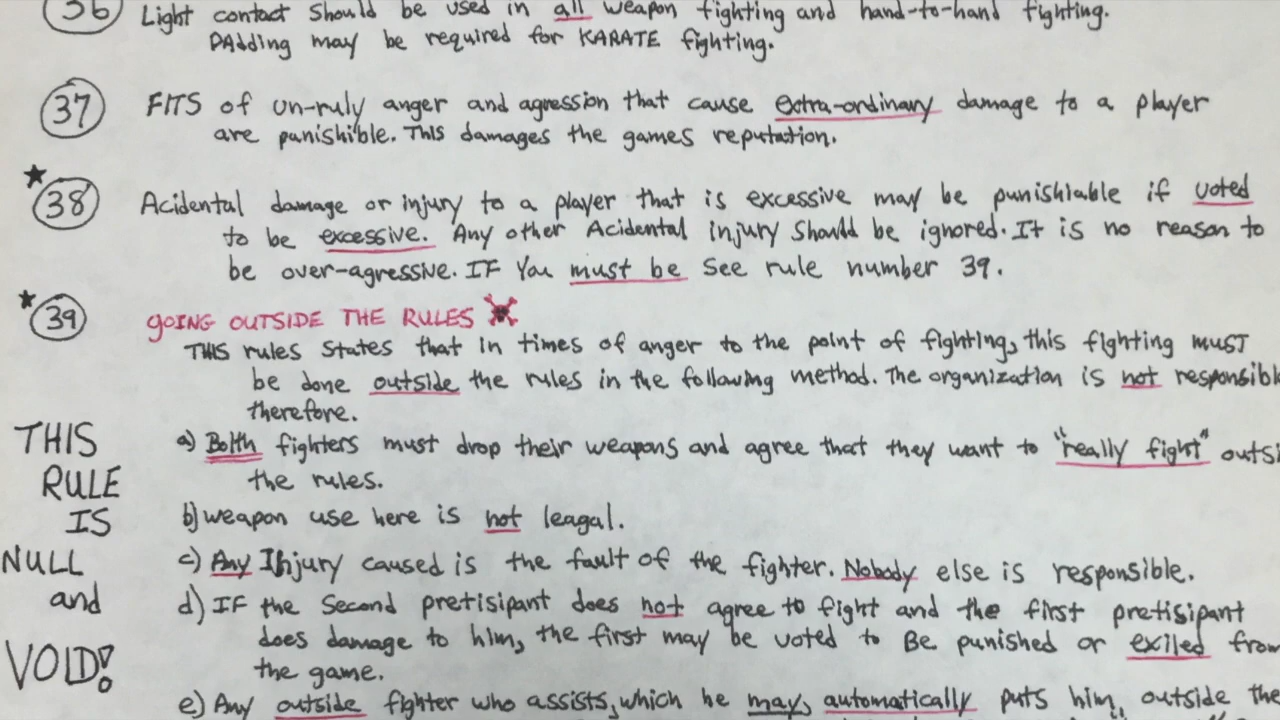 36 Light contact should be used in all weapon fighting and hand-to-hand fighting.
PAdding may be required for KARATE fighting.
37 FITS of un-ruly anger and agression that cause extra-ordinary damage to a player
are punishible. This damages the games reputation.
★ 38 Acidental damage or injury to a player that is excessive may be punishiable if voted
to be excessive. Any other Acidental injury should be ignored. It is no reason to
be over-agressive. IF You must be See rule number 39.
★ 39 gOING OUTSIDE THE RULES
THIS rules States that in times of anger to the point of fighting, this fighting MUST
be done outside the rules in the following method. The organization is not responsibl
therefore.
THIS RULE IS NULL and VOID!
a) Bolth fighters must drop their weapons and agree that they want to "really fight" outsi
the rules.
b) weapon use here is not leagal.
c) Any Injury caused is the fault of the fighter. Nobody else is responsible.
d) IF the Second pretisipant does not agree to fight and the first pretisipant
does damage to him, the first may be voted to Be punished or exiled from
the game.
e) Any outside fighter who assists, which he may, automatically puts him outside the